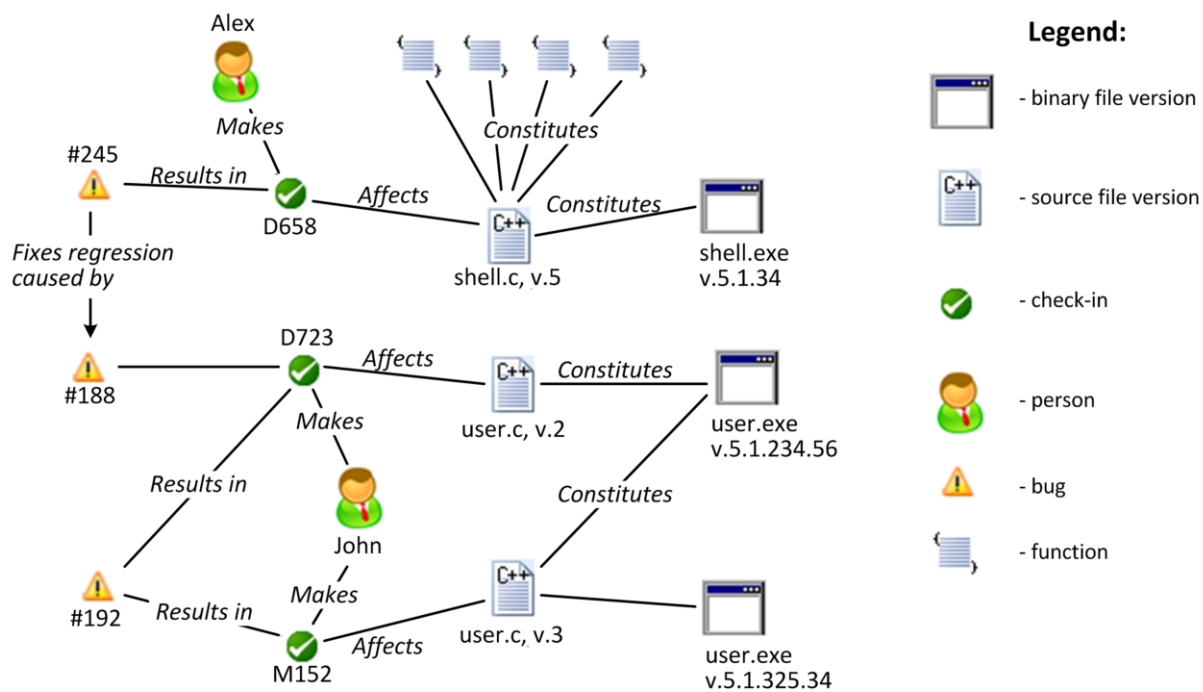 Alex
Makes
#245
Results in
D658
Affects
{ }
{ }
{ }
{ }
Constitutes
C++
shell.c, v.5
Constitutes
shell.exe
v.5.1.34
Fixes regression
caused by
#188
D723
Affects
C++
user.c, v.2
Constitutes
user.exe
v.5.1.234.56
Makes
Results in
John
Constitutes
#192
Results in
Makes
M152
Affects
C++
user.c, v.3
user.exe
v.5.1.325.34
Legend:
- binary file version
C++
- source file version
- check-in
- person
- bug
{ }
- function